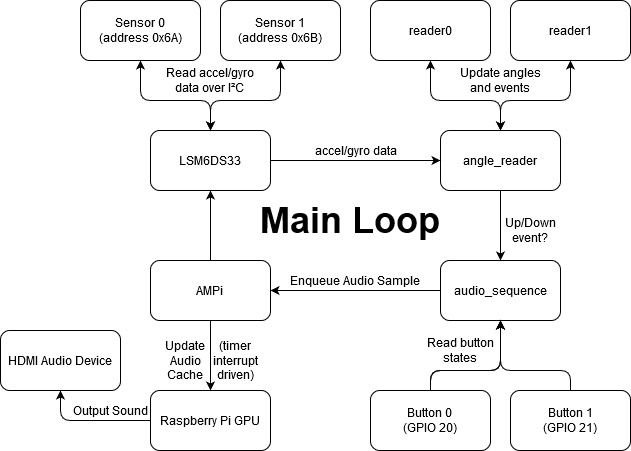 Sensor 0
(address 0x6A)
Sensor 1
(address 0x6B)
reader0
reader1
Read accel/gyro
data over I²C
Update angles
and events
LSM6DS33
accel/gyro data
angle_reader
Main Loop
Up/Down
event?
AMPi
Enqueue Audio Sample
audio_sequence
Update
Audio
Cache
(timer
interrupt
driven)
Read button
states
HDMI Audio Device
Output Sound
Raspberry Pi GPU
Button 0
(GPIO 20)
Button 1
(GPIO 21)